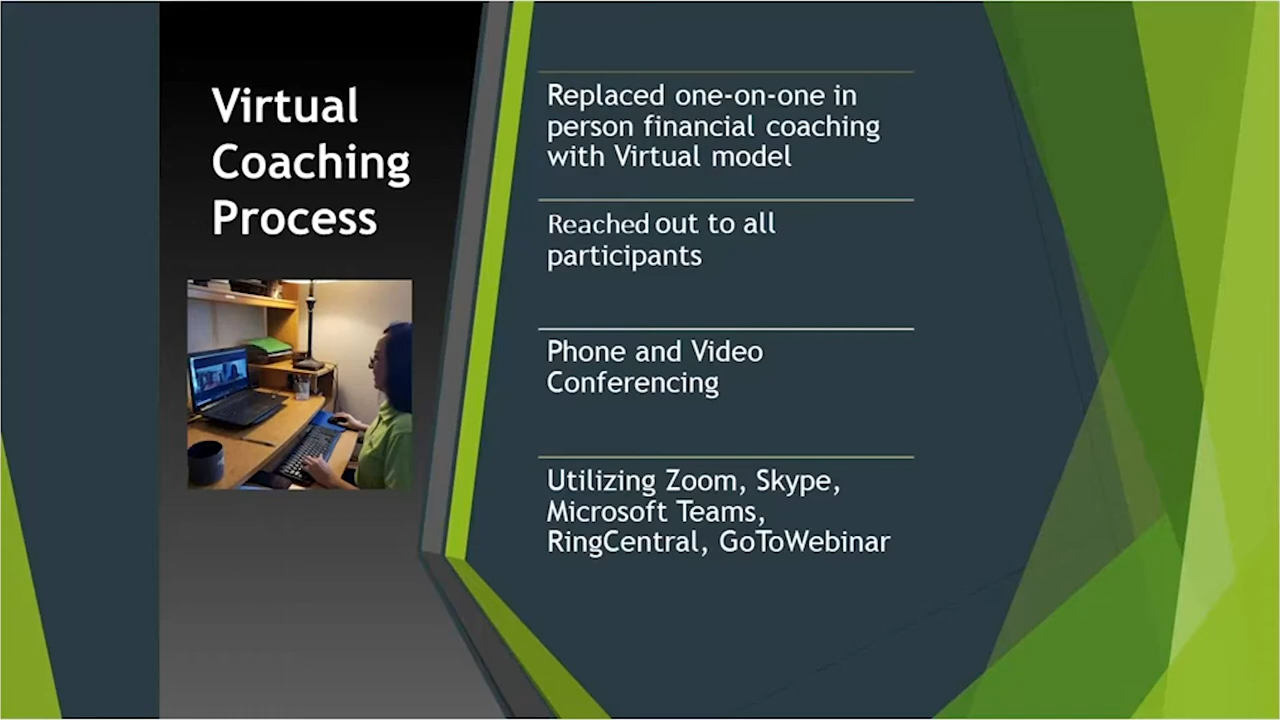 Virtual
Coaching
Process
Replaced one-on-one in
person financial coaching
with Virtual model
Reached out to all
participants
Phone and Video
Conferencing
Utilizing Zoom, Skype,
Microsoft Teams,
RingCentral, GoToWebinar